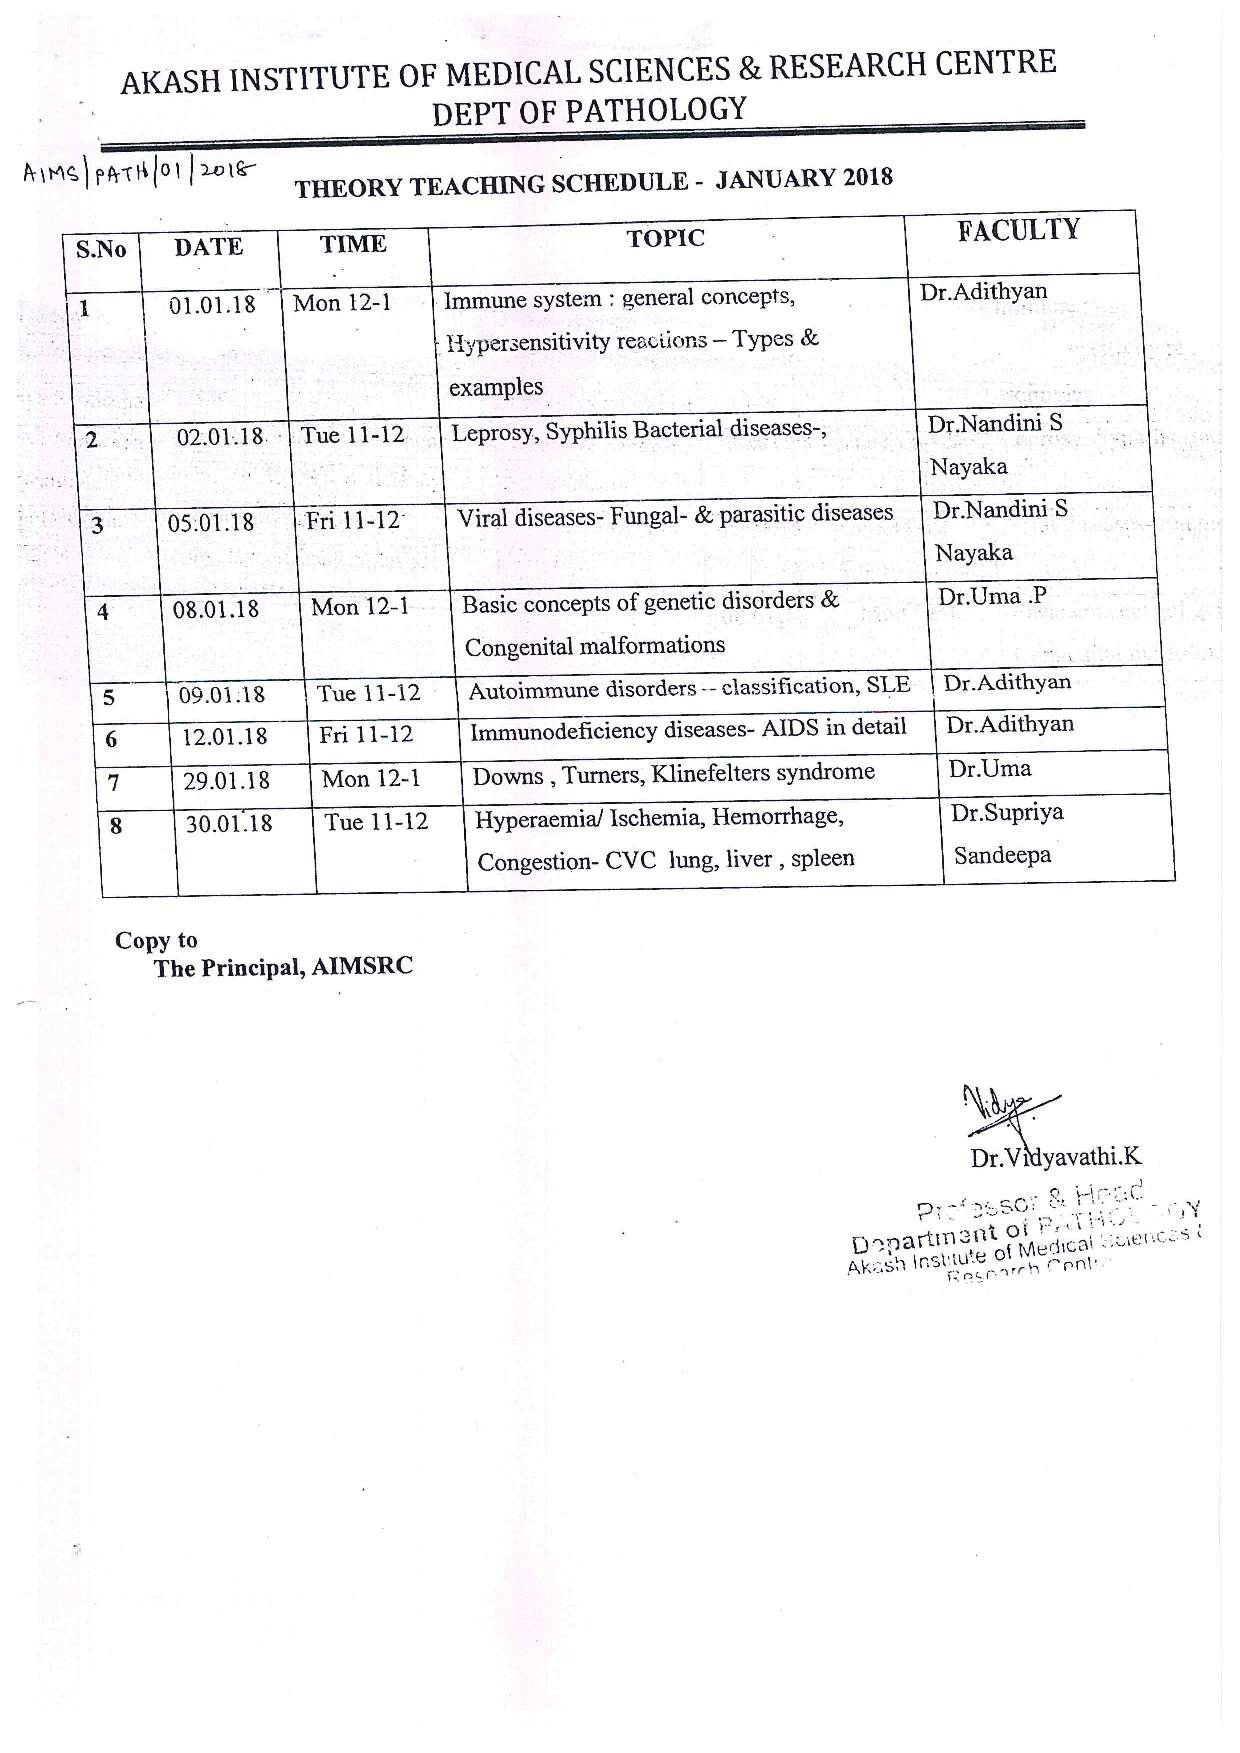 AKASH INSTITUTE OF MEDICAL SCIENCES & RESEARCH CENTRE
DEPT OF PATHOLOGY
AIMS|PATH|01|2018
THEORY TEACHING SCHEDULE - JANUARY 2018
S.No DATE TIME TOPIC FACULTY
1 01.01.18 Mon 12-1 Immune system : general concepts, Dr.Adithyan
Hypersensitivity reactions – Types &
examples
2 02.01.18 Tue 11-12 Leprosy, Syphilis Bacterial diseases-, Dr.Nandini S
Nayaka
3 05.01.18 Fri 11-12 Viral diseases- Fungal- & parasitic diseases Dr.Nandini S
Nayaka
4 08.01.18 Mon 12-1 Basic concepts of genetic disorders & Dr.Uma .P
Congenital malformations
5 09.01.18 Tue 11-12 Autoimmune disorders -- classification, SLE Dr.Adithyan
6 12.01.18 Fri 11-12 Immunodeficiency diseases- AIDS in detail Dr.Adithyan
7 29.01.18 Mon 12-1 Downs , Turners, Klinefelters syndrome Dr.Uma
8 30.01.18 Tue 11-12 Hyperaemia/ Ischemia, Hemorrhage, Dr.Supriya
Congestion- CVC lung, liver , spleen Sandeepa
Copy to
The Principal, AIMSRC
Vidya
Dr.Vidyavathi.K
Professor & Head
Department of PATHOLOGY
Akash Institute of Medical Sciences &
Research Centre